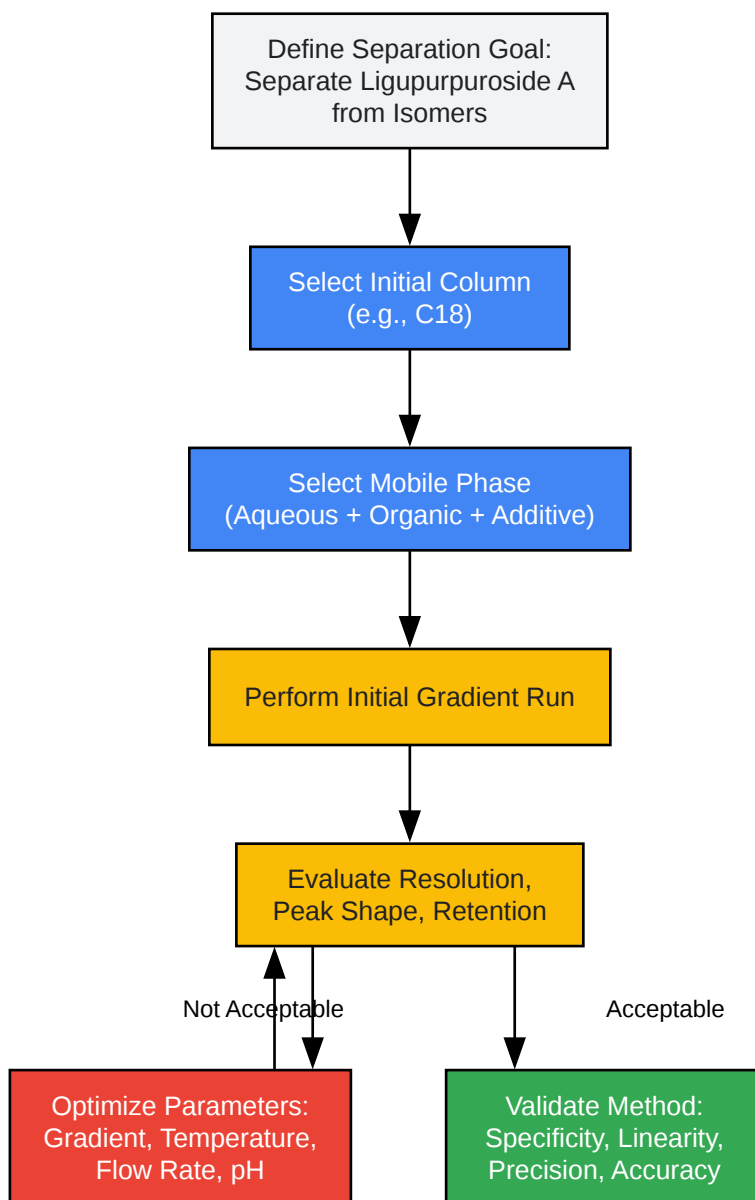 Define Separation Goal:
Separate Ligupurpuroside A
from Isomers
Select Initial Column
(e.g., C18)
Select Mobile Phase
(Aqueous + Organic + Additive)
Perform Initial Gradient Run
Evaluate Resolution,
Peak Shape, Retention
Not Acceptable
Acceptable
Optimize Parameters:
Gradient, Temperature,
Flow Rate, pH
Validate Method:
Specificity, Linearity,
Precision, Accuracy